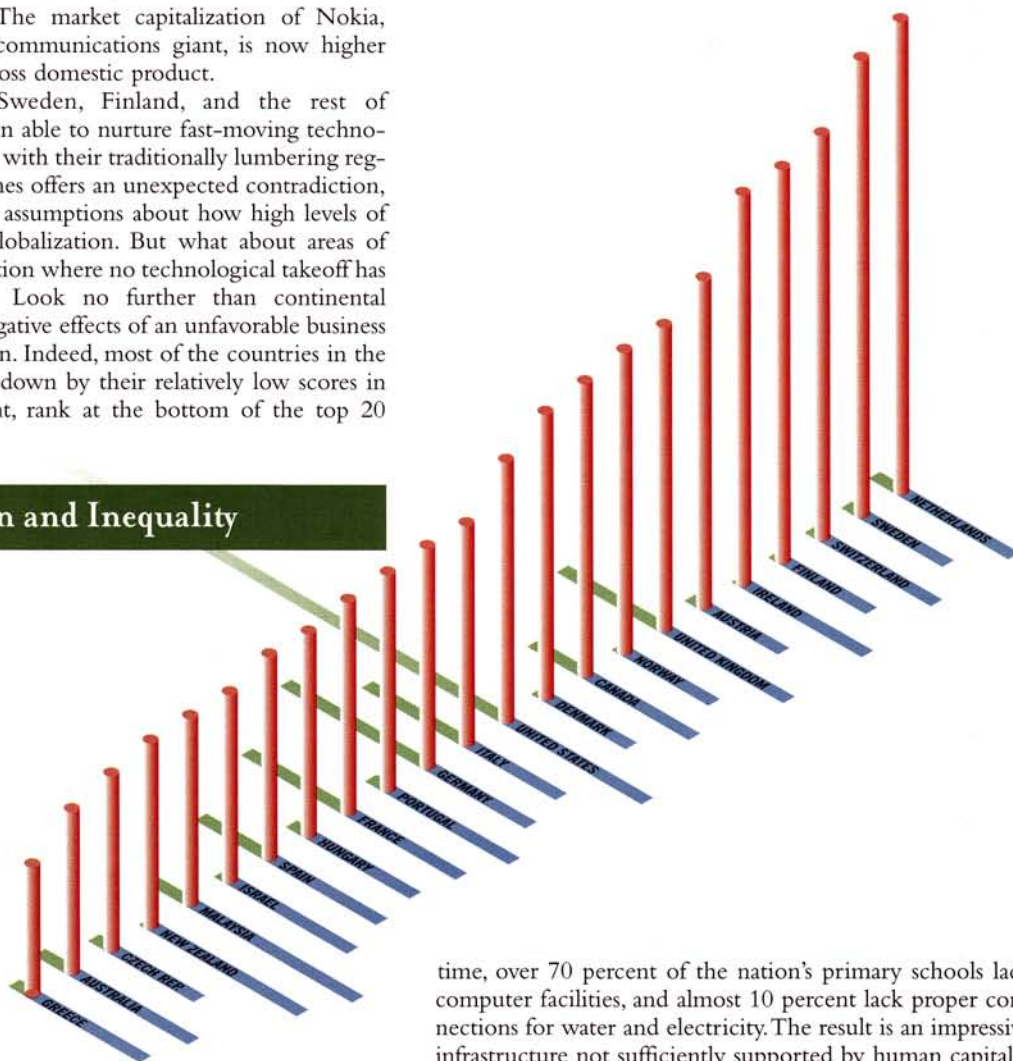 The market capitalization of Nokia,
communications giant, is now higher
oss domestic product.
Sweden, Finland, and the rest of
n able to nurture fast-moving techno-
with their traditionally lumbering reg-
nes offers an unexpected contradiction,
assumptions about how high levels of
lobalization. But what about areas of
tion where no technological takeoff has
Look no further than continental
gative effects of an unfavorable business
n. Indeed, most of the countries in the
down by their relatively low scores in
nt, rank at the bottom of the top 20
n and Inequality
NETHERLANDS
SWEDEN
SWITZERLAND
FINLAND
IRELAND
AUSTRIA
UNITED KINGDOM
NORWAY
CANADA
DENMARK
UNITED STATES
ITALY
GERMANY
PORTUGAL
FRANCE
HUNGARY
SPAIN
ISRAEL
MALAYSIA
NEW ZEALAND
CZECH REP
AUSTRALIA
GREECE
time, over 70 percent of the nation's primary schools lac
computer facilities, and almost 10 percent lack proper con
nections for water and electricity. The result is an impressiv
infrastructure not sufficiently supported by human capital